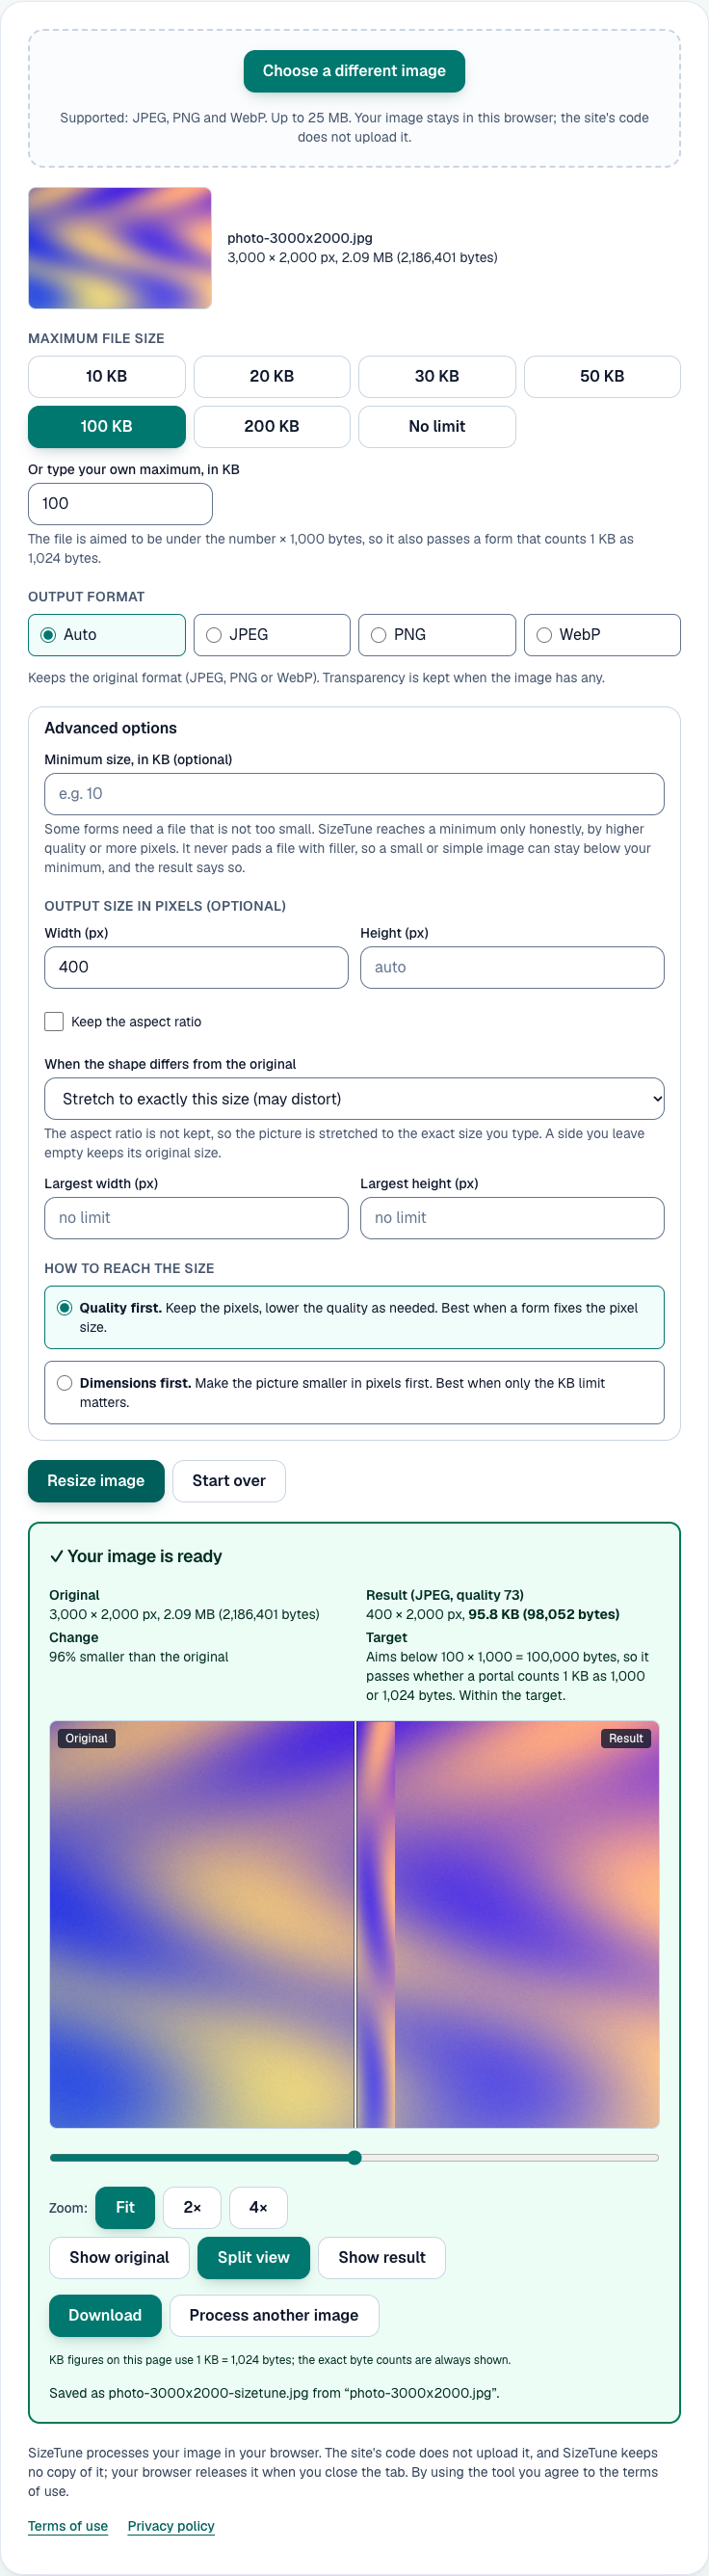 Choose a different image
Supported: JPEG, PNG and WebP. Up to 25 MB. Your image stays in this browser; the site's code
does not upload it.
photo-3000x2000.jpg
3,000 × 2,000 px, 2.09 MB (2,186,401 bytes)
MAXIMUM FILE SIZE
10 KB
20 KB
30 KB
50 KB
100 KB
200 KB
No limit
Or type your own maximum, in KB
100
The file is aimed to be under the number × 1,000 bytes, so it also passes a form that counts 1 KB as
1,024 bytes.
OUTPUT FORMAT
Auto
JPEG
PNG
WebP
Keeps the original format (JPEG, PNG or WebP). Transparency is kept when the image has any.
Advanced options
Minimum size, in KB (optional)
e.g. 10
Some forms need a file that is not too small. SizeTune reaches a minimum only honestly, by higher
quality or more pixels. It never pads a file with filler, so a small or simple image can stay below your
minimum, and the result says so.
OUTPUT SIZE IN PIXELS (OPTIONAL)
Width (px)
Height (px)
400
auto
Keep the aspect ratio
When the shape differs from the original
Stretch to exactly this size (may distort)
The aspect ratio is not kept, so the picture is stretched to the exact size you type. A side you leave
empty keeps its original size.
Largest width (px)
Largest height (px)
no limit
no limit
HOW TO REACH THE SIZE
Quality first. Keep the pixels, lower the quality as needed. Best when a form fixes the pixel
size.
Dimensions first. Make the picture smaller in pixels first. Best when only the KB limit
matters.
Resize image
Start over
✓ Your image is ready
Original
3,000 × 2,000 px, 2.09 MB (2,186,401 bytes)
Result (JPEG, quality 73)
400 × 2,000 px, 95.8 KB (98,052 bytes)
Change
96% smaller than the original
Target
Aims below 100 × 1,000 = 100,000 bytes, so it
passes whether a portal counts 1 KB as 1,000
or 1,024 bytes. Within the target.
Original
Result
Zoom:
Fit
2×
4×
Show original
Split view
Show result
Download
Process another image
KB figures on this page use 1 KB = 1,024 bytes; the exact byte counts are always shown.
Saved as photo-3000x2000-sizetune.jpg from “photo-3000x2000.jpg”.
SizeTune processes your image in your browser. The site's code does not upload it, and SizeTune keeps
no copy of it; your browser releases it when you close the tab. By using the tool you agree to the terms
of use.
Terms of use
Privacy policy